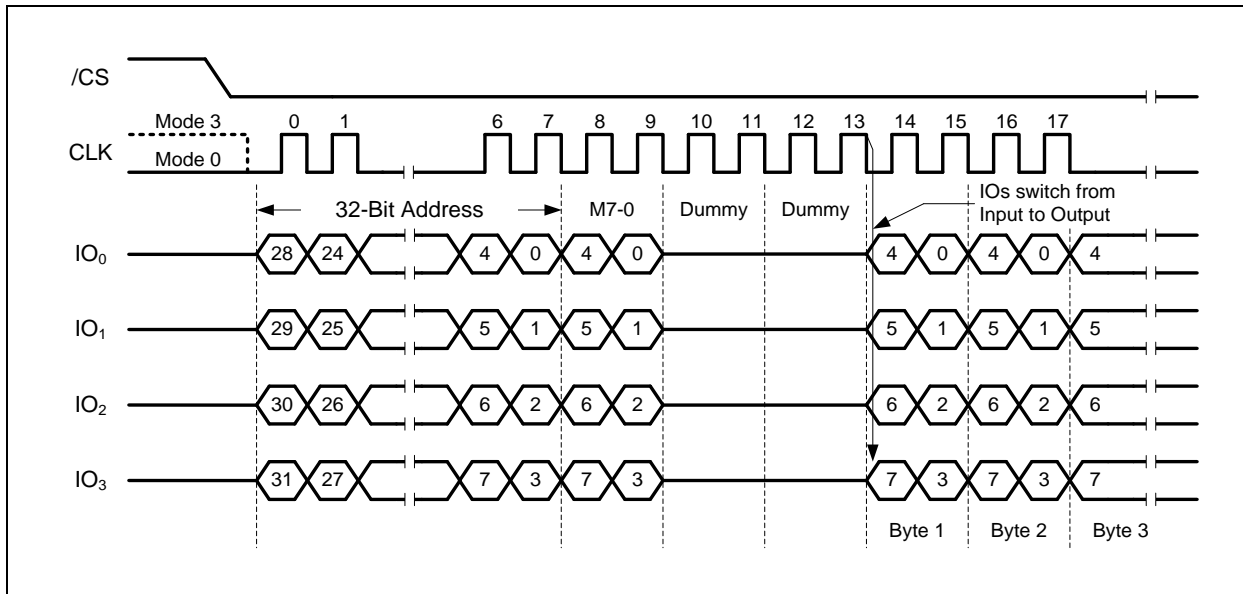 /CS
Mode 3 0 1 6 7 8 9 10 11 12 13 14 15 16 17
CLK
Mode 0
IOs switch from
Input to Output
32-Bit Address M7-0 Dummy Dummy
IO₀ 28 24 4 0 4 0 4 0 4 0 4
IO₁ 29 25 5 1 5 1 5 1 5 1 5
IO₂ 30 26 6 2 6 2 6 2 6 2 6
IO₃ 31 27 7 3 7 3 7 3 7 3 7
Byte 1 Byte 2 Byte 3